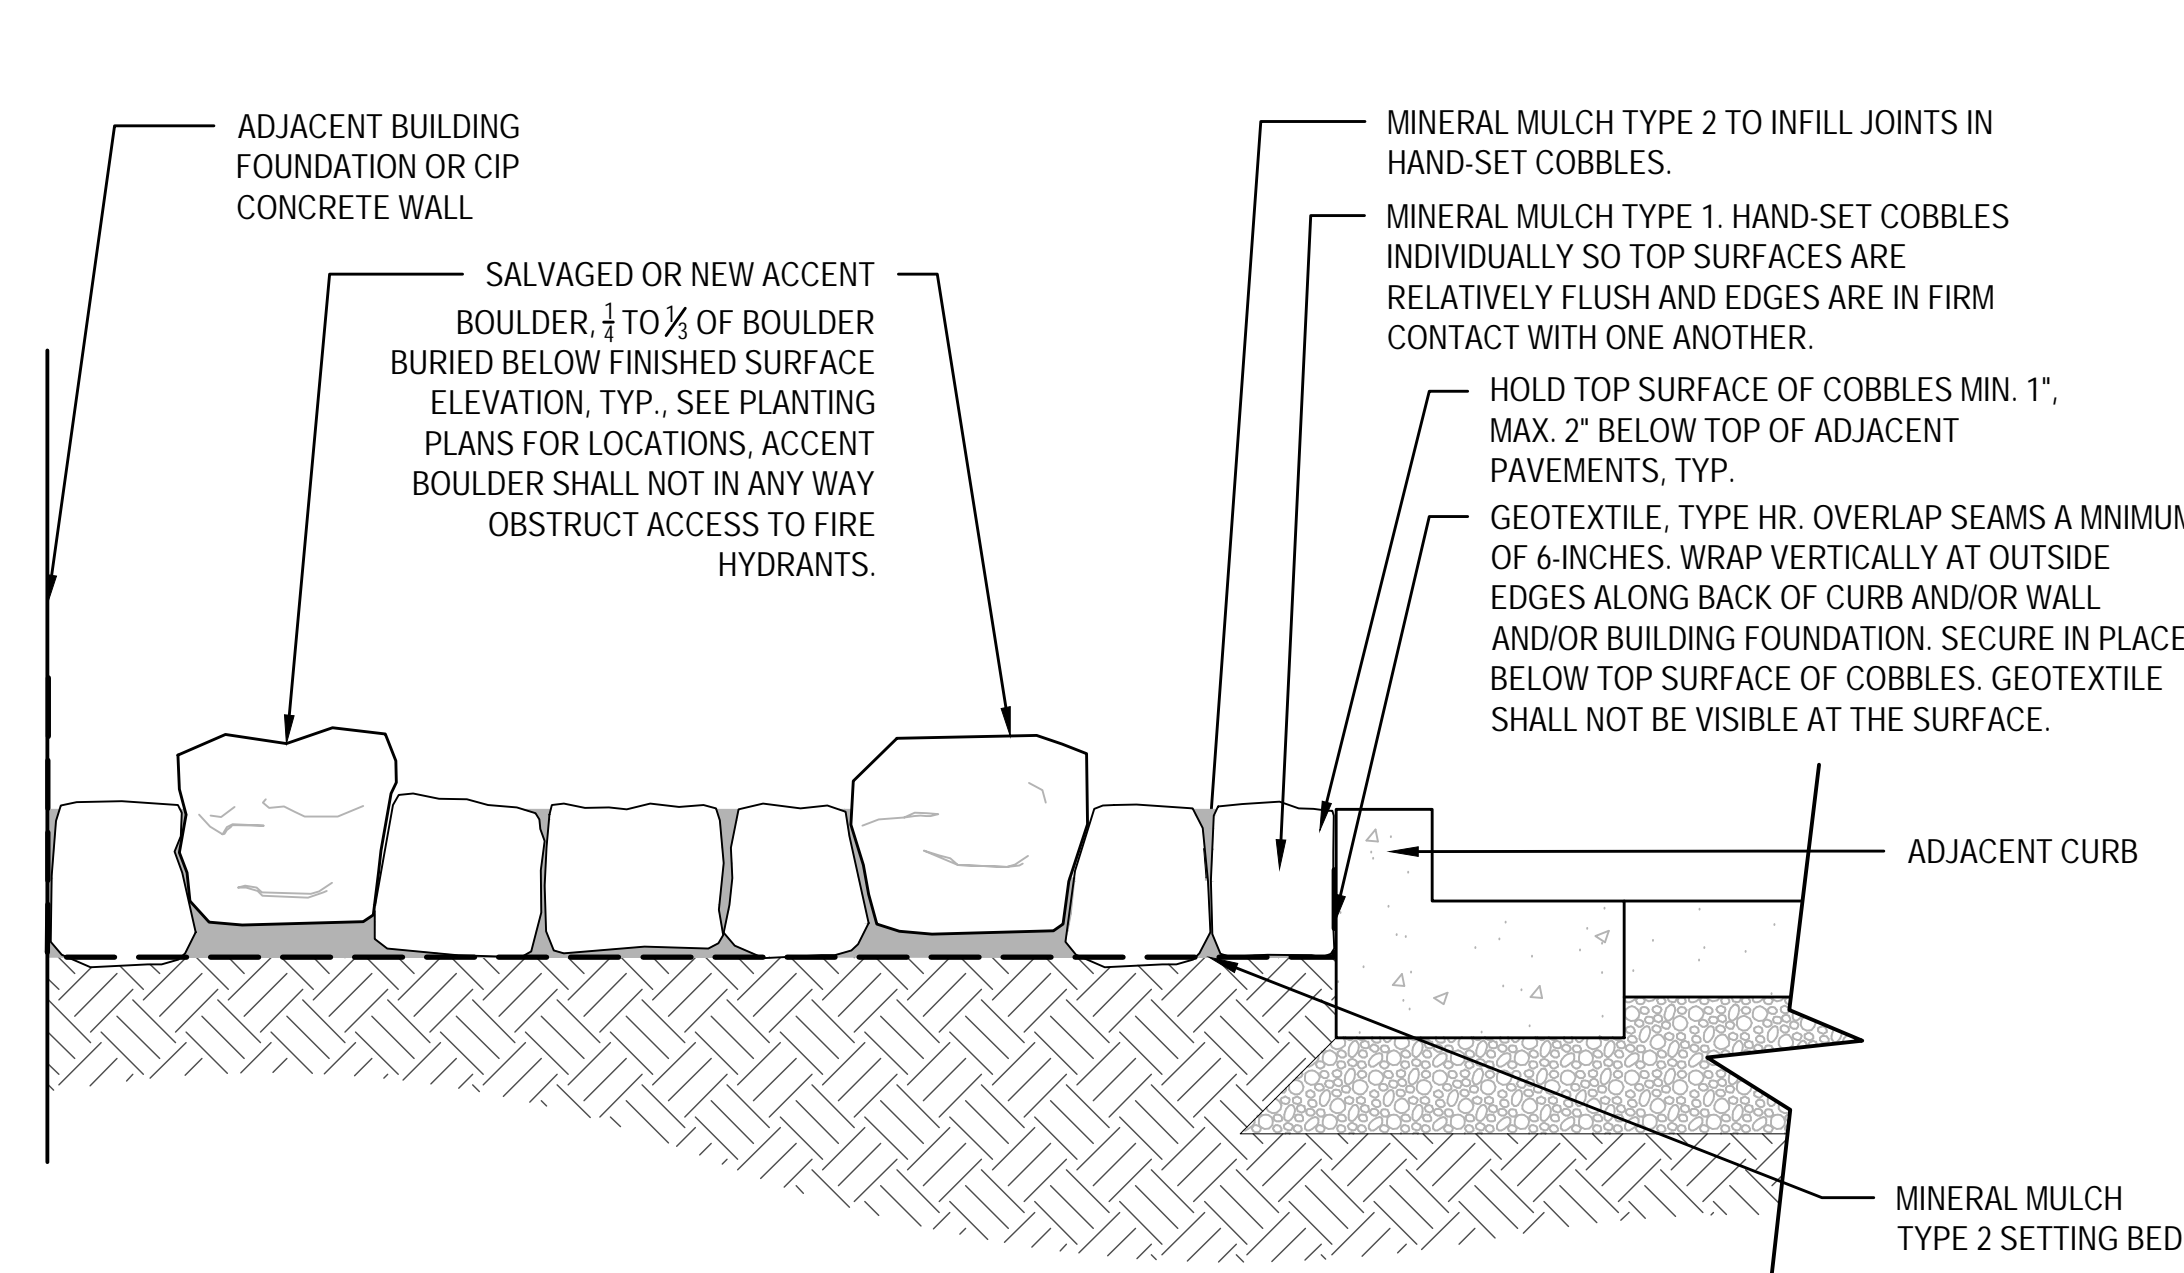 ADJACENT BUILDING
FOUNDATION OR CIP
CONCRETE WALL
SALVAGED OR NEW ACCENT
BOULDER, 1/4 TO 1/3 OF BOULDER
BURIED BELOW FINISHED SURFACE
ELEVATION, TYP., SEE PLANTING
PLANS FOR LOCATIONS, ACCENT
BOULDER SHALL NOT IN ANY WAY
OBSTRUCT ACCESS TO FIRE
HYDRANTS.
MINERAL MULCH TYPE 2 TO INFILL JOINTS IN
HAND-SET COBBLES.
MINERAL MULCH TYPE 1. HAND-SET COBBLES
INDIVIDUALLY SO TOP SURFACES ARE
RELATIVELY FLUSH AND EDGES ARE IN FIRM
CONTACT WITH ONE ANOTHER.
HOLD TOP SURFACE OF COBBLES MIN. 1",
MAX. 2" BELOW TOP OF ADJACENT
PAVEMENTS, TYP.
GEOTEXTILE, TYPE HR. OVERLAP SEAMS A MNIMUM
OF 6-INCHES. WRAP VERTICALLY AT OUTSIDE
EDGES ALONG BACK OF CURB AND/OR WALL
AND/OR BUILDING FOUNDATION. SECURE IN PLACE
BELOW TOP SURFACE OF COBBLES. GEOTEXTILE
SHALL NOT BE VISIBLE AT THE SURFACE.
ADJACENT CURB
MINERAL MULCH
TYPE 2 SETTING BED